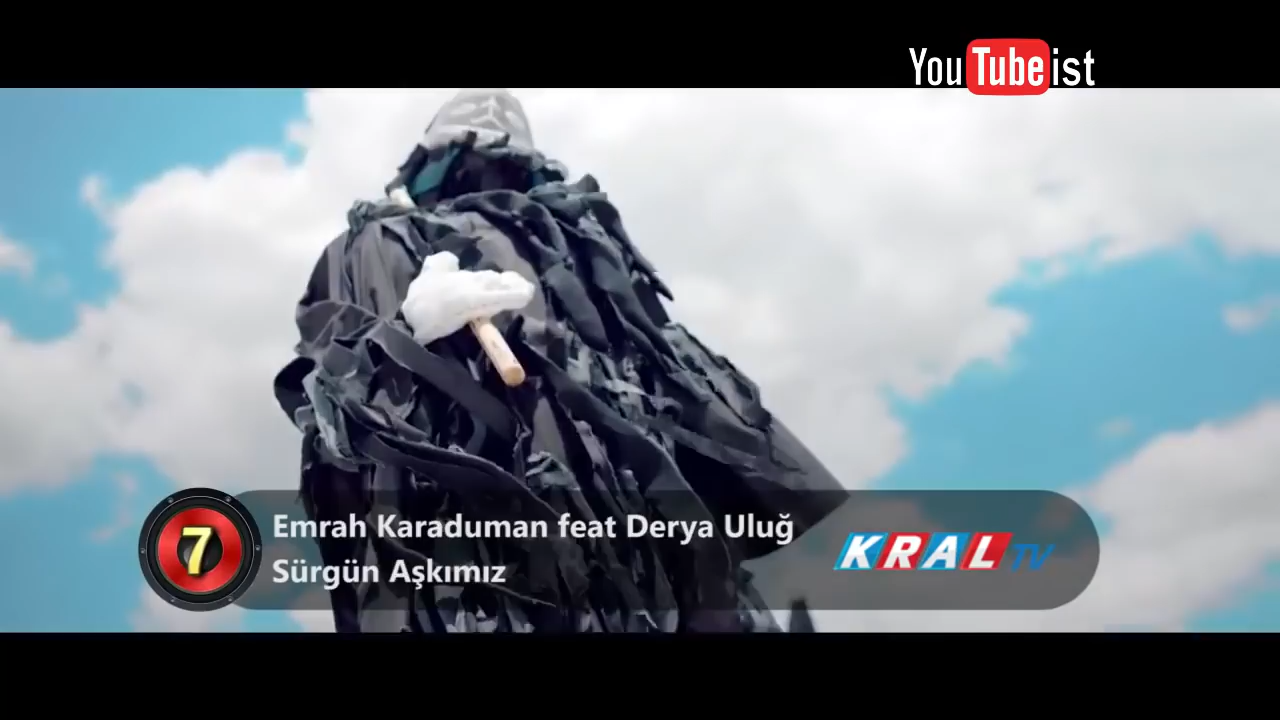 YouTubeist
7
Emrah Karaduman feat Derya Uluğ
Sürgün Aşkımız
KRAL TV